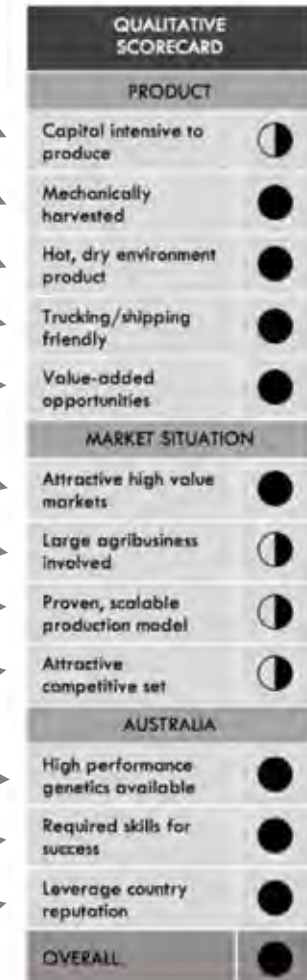 QUALITATIVE
SCORECARD
PRODUCT
Capital intensive to
produce
Mechanically
harvested
Hot, dry environment
product
Trucking/shipping
friendly
Value-added
opportunities
MARKET SITUATION
Attractive high value
markets
Large agribusiness
involved
Proven, scalable
production model
Attractive
competitive set
AUSTRALIA
High performance
genetics available
Required skills for
success
Leverage country
reputation
OVERALL